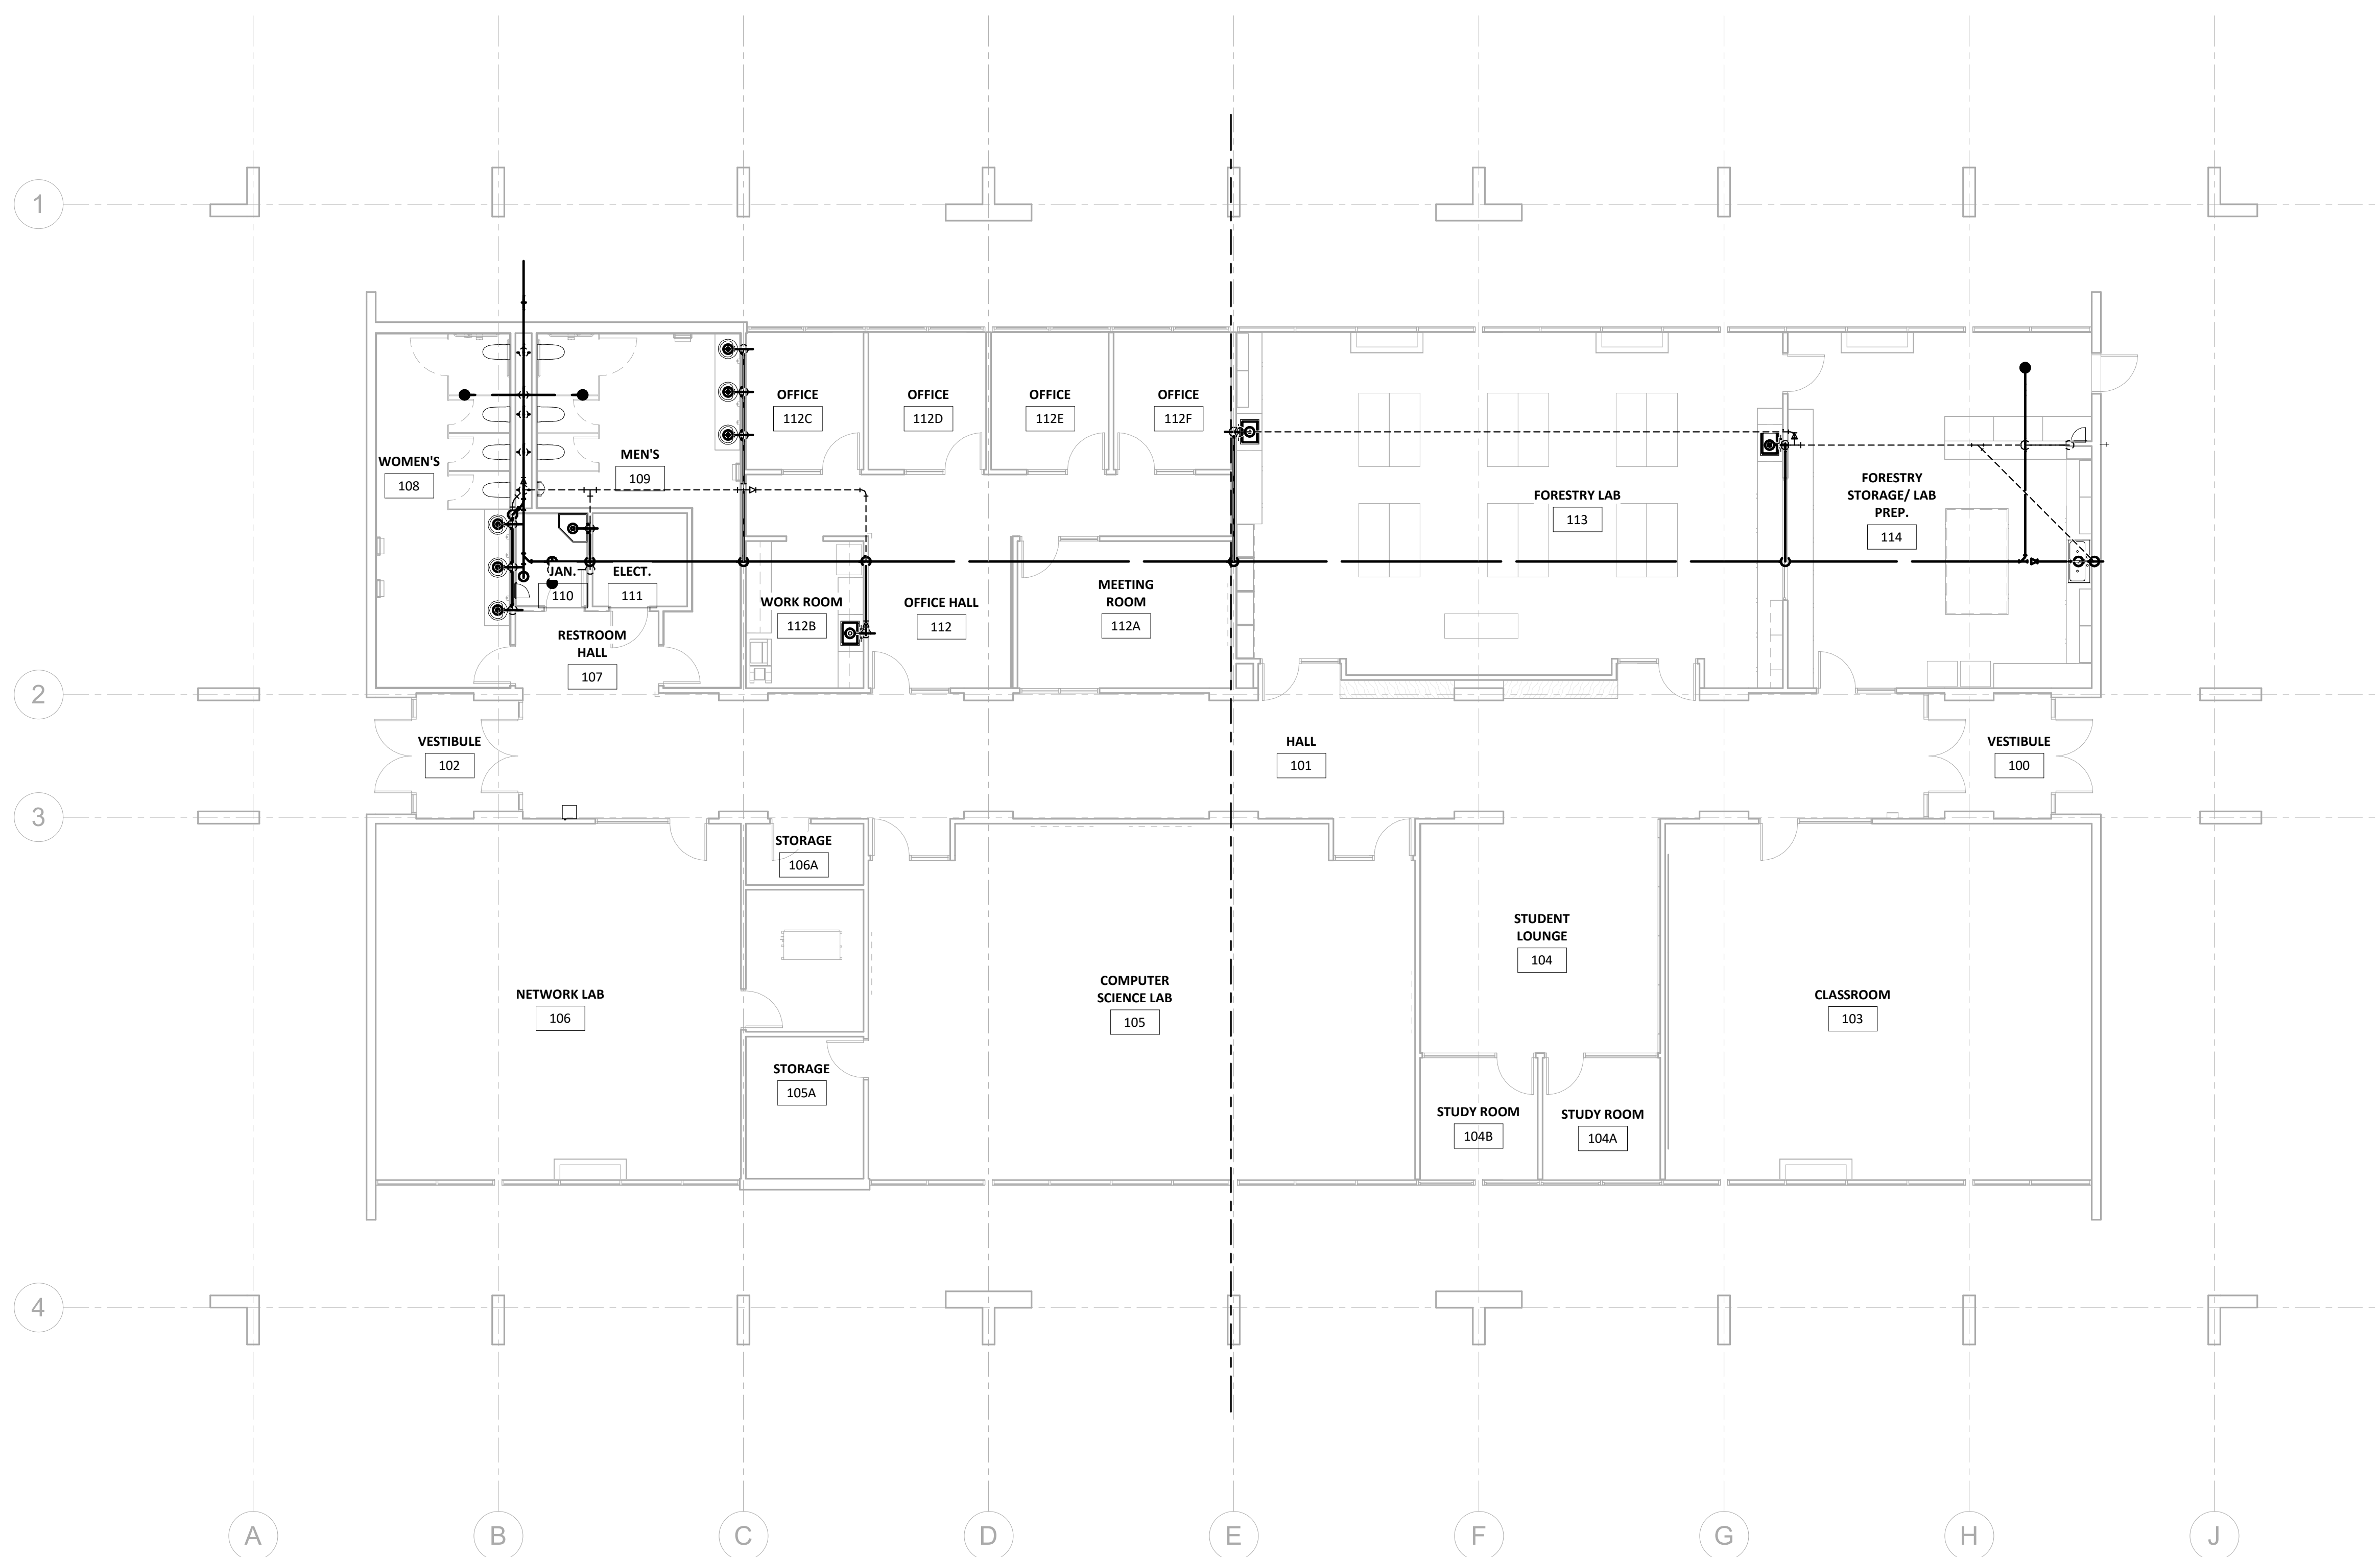 1
OFFICE
112C
OFFICE
112D
OFFICE
112E
OFFICE
112F
WOMEN'S
108
MEN'S
109
FORESTRY LAB
113
FORESTRY
STORAGE/ LAB
PREP.
114
JAN.
110
ELECT.
111
WORK ROOM
112B
OFFICE HALL
112
MEETING
ROOM
112A
RESTROOM
HALL
107
2
VESTIBULE
102
HALL
101
VESTIBULE
100
3
STORAGE
106A
STUDENT
LOUNGE
104
NETWORK LAB
106
COMPUTER
SCIENCE LAB
105
CLASSROOM
103
STORAGE
105A
STUDY ROOM
104B
STUDY ROOM
104A
4
A
B
C
D
E
F
G
H
J